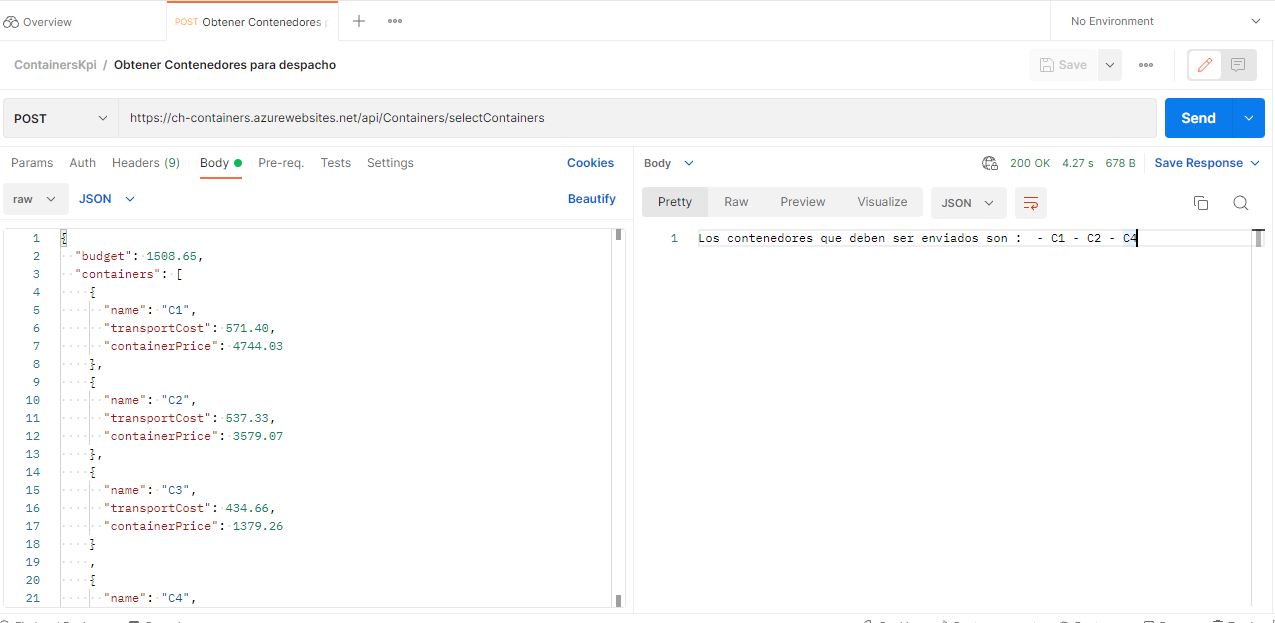 Overview
POST Obtener Contenedores
No Environment
ContainersKpi / Obtener Contenedores para despacho
Save
POST
https://ch-containers.azurewebsites.net/api/Containers/selectContainers
Send
Params Auth Headers (9) Body Pre-req. Tests Settings Cookies
raw JSON Beautify
1 {
2 "budget": 1508.65,
3 "containers": [
4 {
5 "name": "C1",
6 "transportCost": 571.40,
7 "containerPrice": 4744.03
8 },
9 {
10 "name": "C2",
11 "transportCost": 537.33,
12 "containerPrice": 3579.07
13 },
14 {
15 "name": "C3",
16 "transportCost": 434.66,
17 "containerPrice": 1379.26
18 }
19 ,
20 {
21 "name": "C4",
Body 200 OK 4.27 s 678 B Save Response
Pretty Raw Preview Visualize JSON
1 Los contenedores que deben ser enviados son : - C1 - C2 - C4